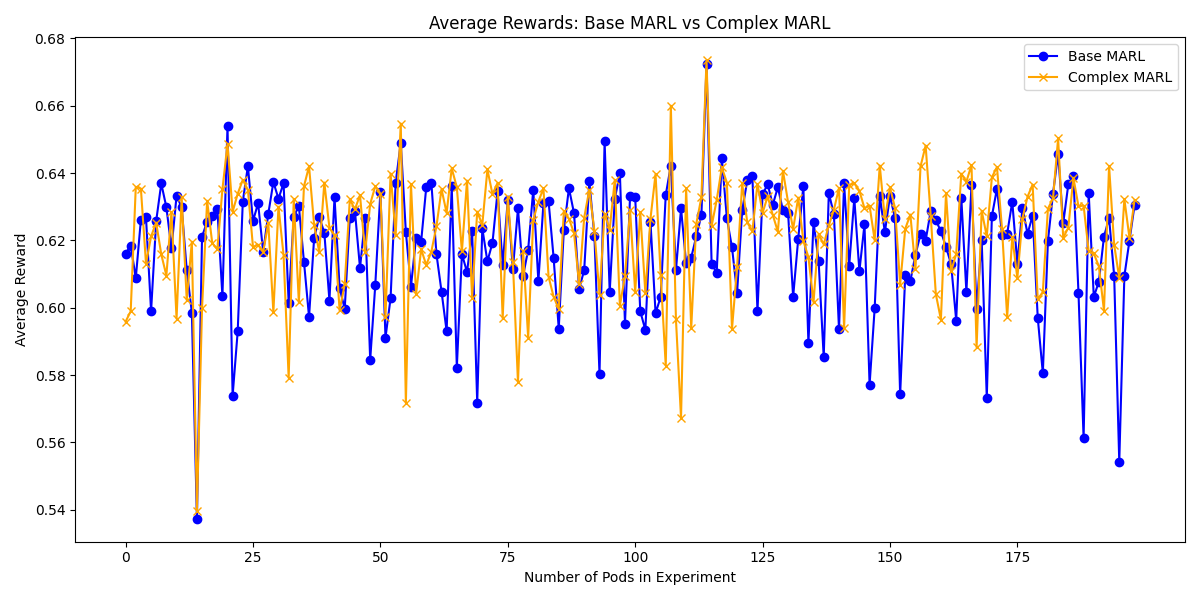 Average Rewards: Base MARL vs Complex MARL
Base MARL
Complex MARL
0.68
0.66
0.64
0.62
0.60
0.58
0.56
0.54
Average Reward
0 25 50 75 100 125 150 175
Number of Pods in Experiment